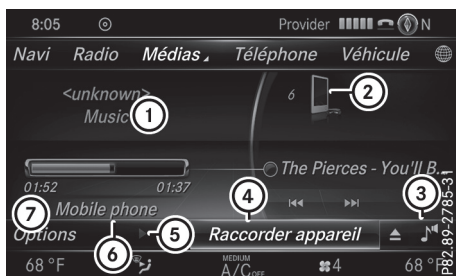 8:05 Provider N
Navi Radio Médias Téléphone Véhicule
<unknown>
Music
1
6
2
The Pierces - You'll B...
01:52 01:37
4
3
7
Mobile phone
Options
6
5
Raccorder appareil
68 °F
MEDIUM
A/C OFF
4
68 °F
P82.89-2785-31